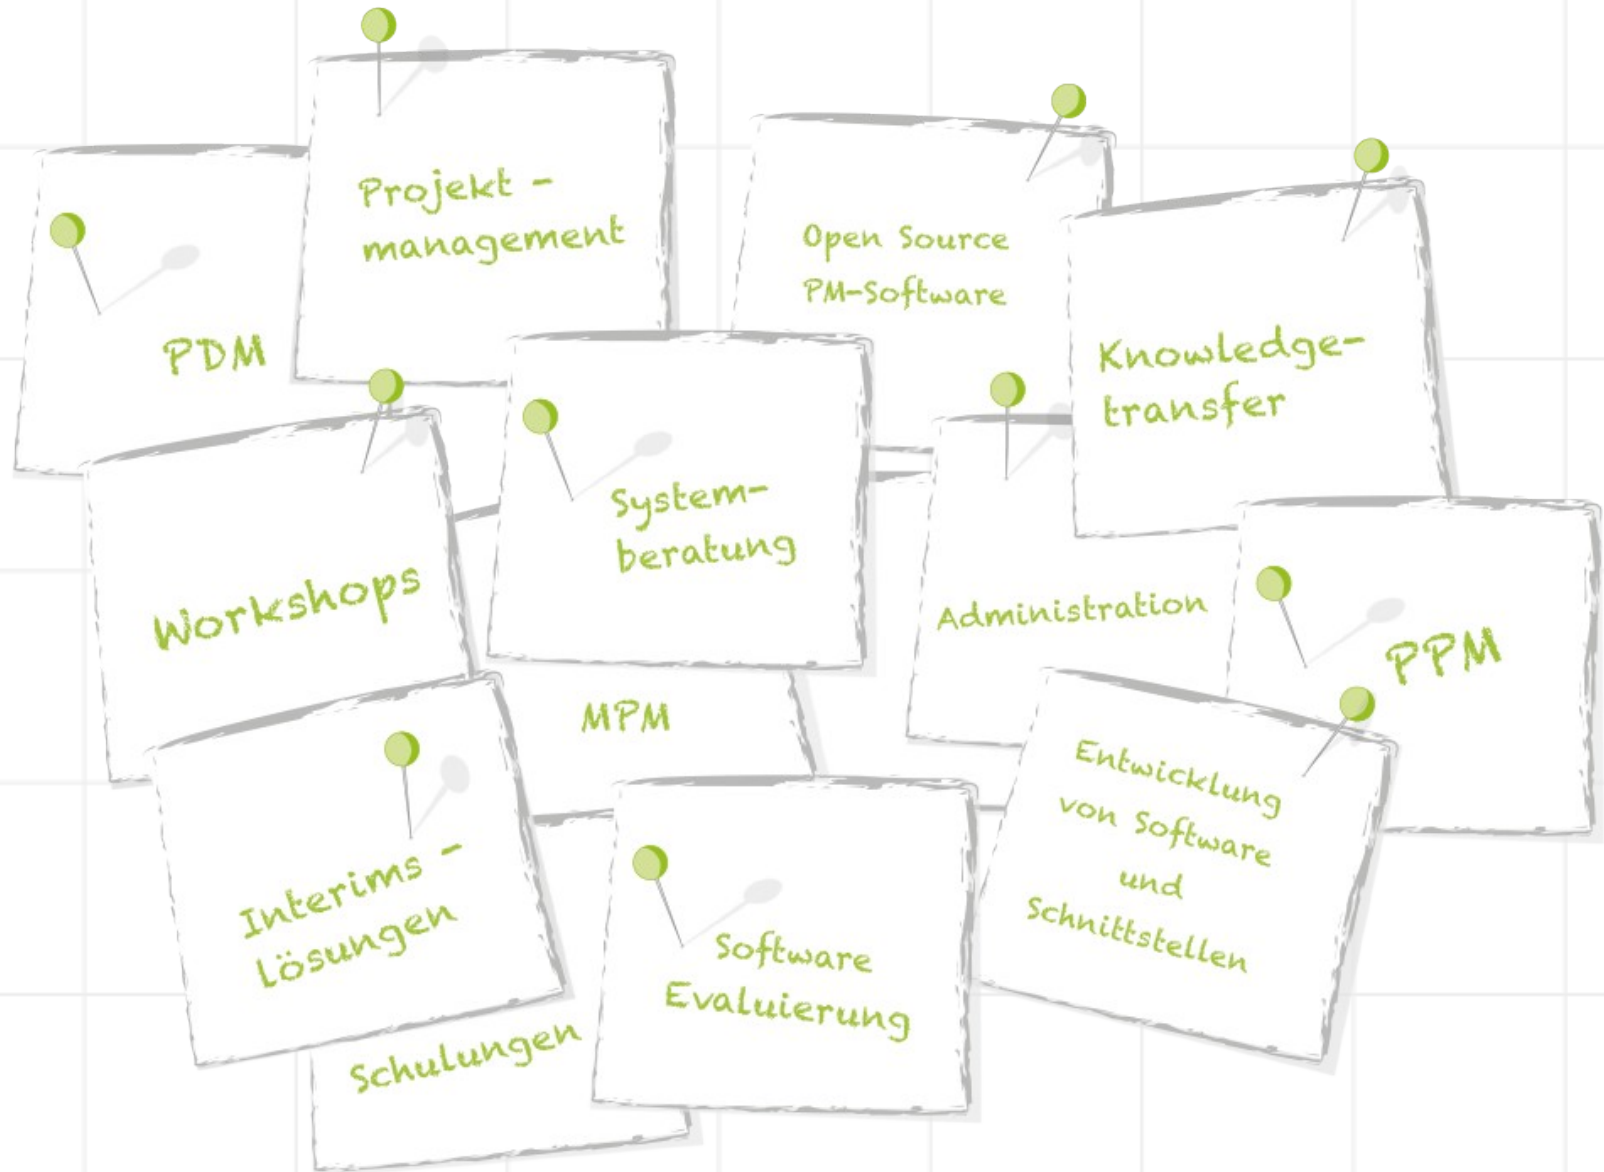 Projekt -
management
Open Source
PM-Software
PDM
Knowledge-
transfer
System-
beratung
Workshops
Administration
PPM
MPM
Entwicklung
von Software
und
Schnittstellen
Interims -
Lösungen
Software
Evaluierung
Schulungen